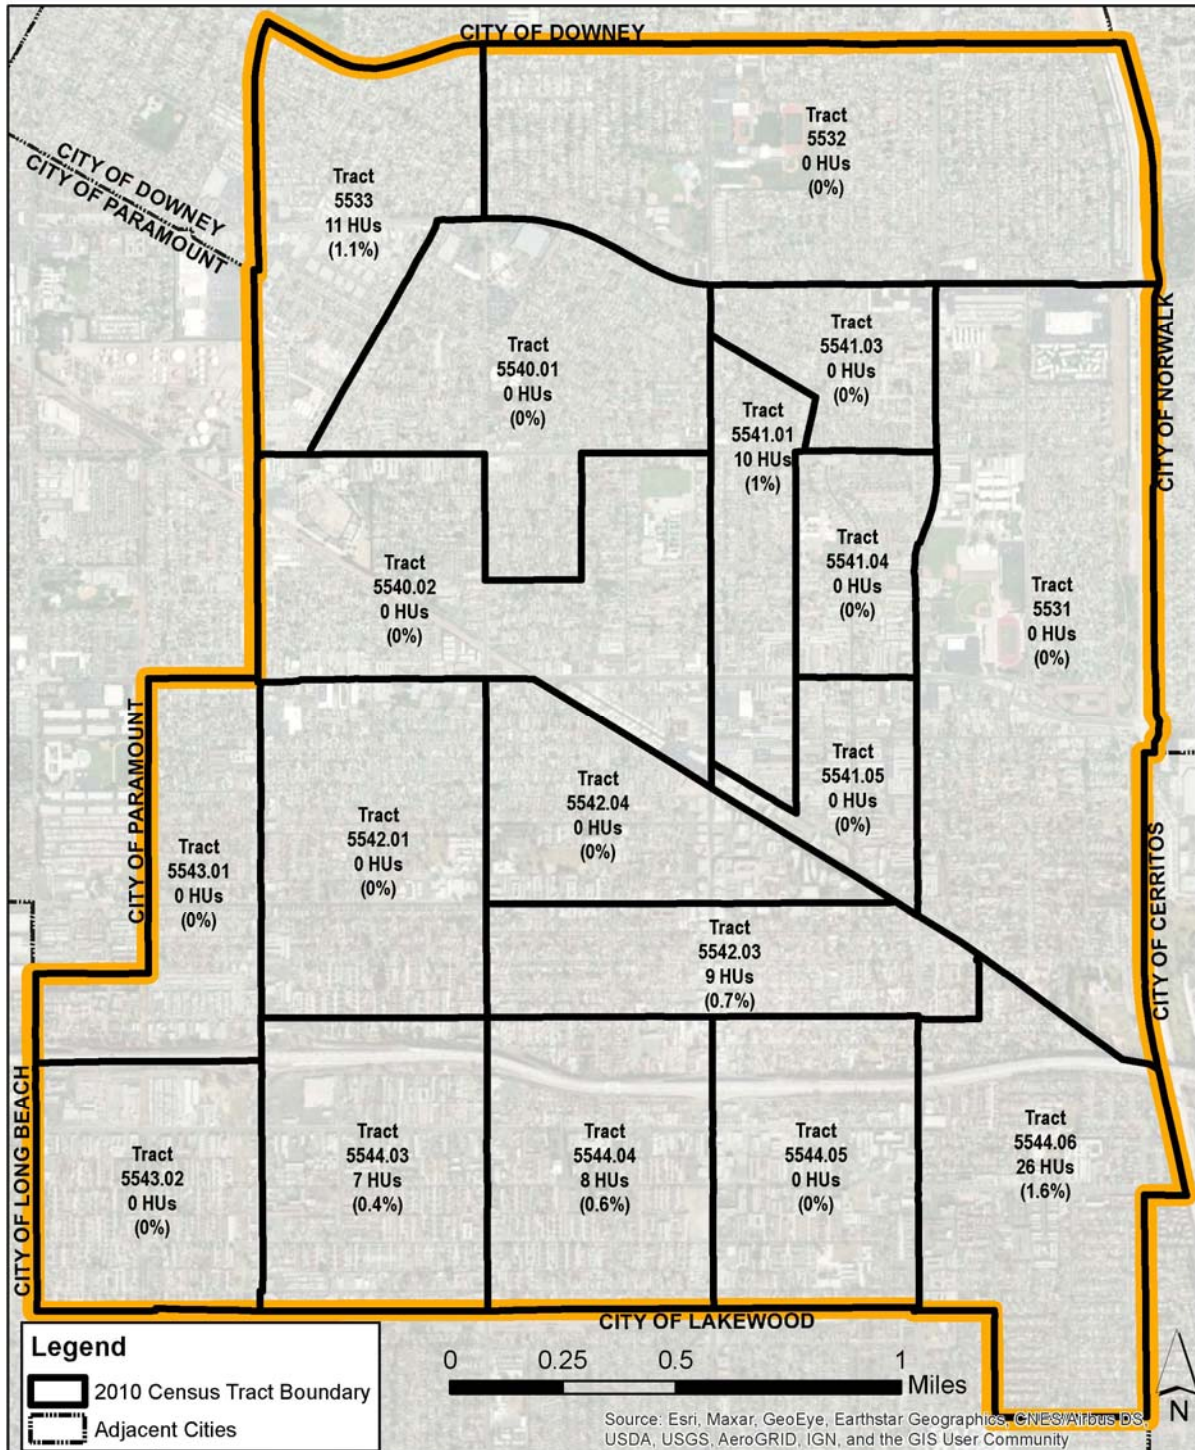 CITY OF DOWNEY
Tract
5532
0 HUs
(0%)
CITY OF DOWNEY
CITY OF PARAMOUNT
Tract
5533
11 HUs
(1.1%)
CITY OF NORWALK
Tract
5540.01
0 HUs
(0%)
Tract
5541.03
0 HUs
(0%)
Tract
5541.01
10 HUs
(1%)
Tract
5540.02
0 HUs
(0%)
Tract
5541.04
0 HUs
(0%)
Tract
5531
0 HUs
(0%)
CITY OF PARAMOUNT
Tract
5543.01
0 HUs
(0%)
Tract
5542.01
0 HUs
(0%)
Tract
5542.04
0 HUs
(0%)
Tract
5541.05
0 HUs
(0%)
CITY OF CERRITOS
Tract
5542.03
9 HUs
(0.7%)
CITY OF LONG BEACH
Tract
5543.02
0 HUs
(0%)
Tract
5544.03
7 HUs
(0.4%)
Tract
5544.04
8 HUs
(0.6%)
Tract
5544.05
0 HUs
(0%)
Tract
5544.06
26 HUs
(1.6%)
CITY OF LAKEWOOD
Legend
2010 Census Tract Boundary
Adjacent Cities
0 0.25 0.5 1
Miles
N
Source: Esri, Maxar, GeoEye, Earthstar Geographics, CNES/Airbus DS,
USDA, USGS, AeroGRID, IGN, and the GIS User Community